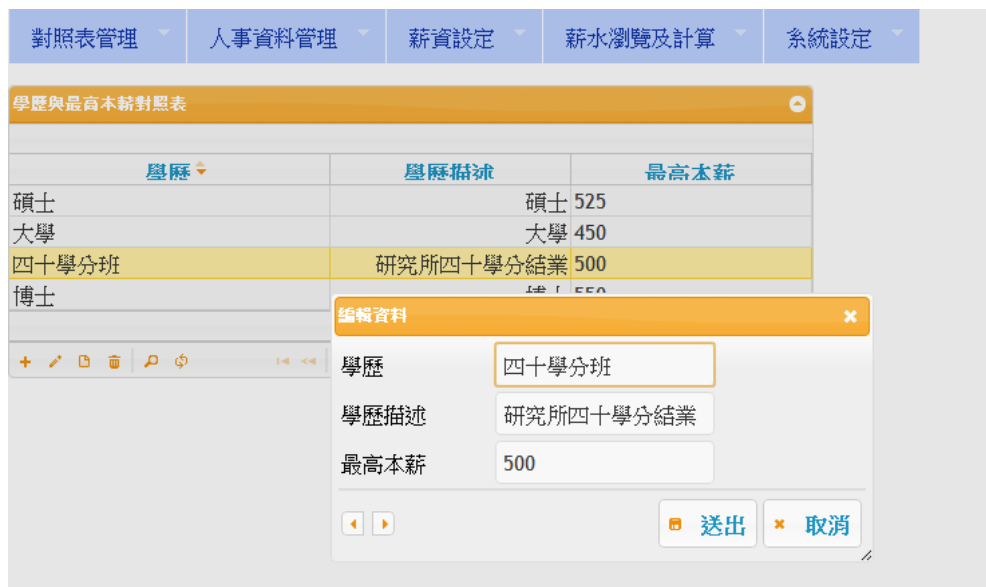 對照表管理 人事資料管理 薪資設定 薪水瀏覽及計算 系統設定
學歷與最高本薪對照表
學歷 學歷描述 最高本薪
碩士 碩士 525
大學 大學 450
四十學分班 研究所四十學分結業 500
博士 博士 550
編輯資料
學歷 四十學分班
學歷描述 研究所四十學分結業
最高本薪 500
送出 取消